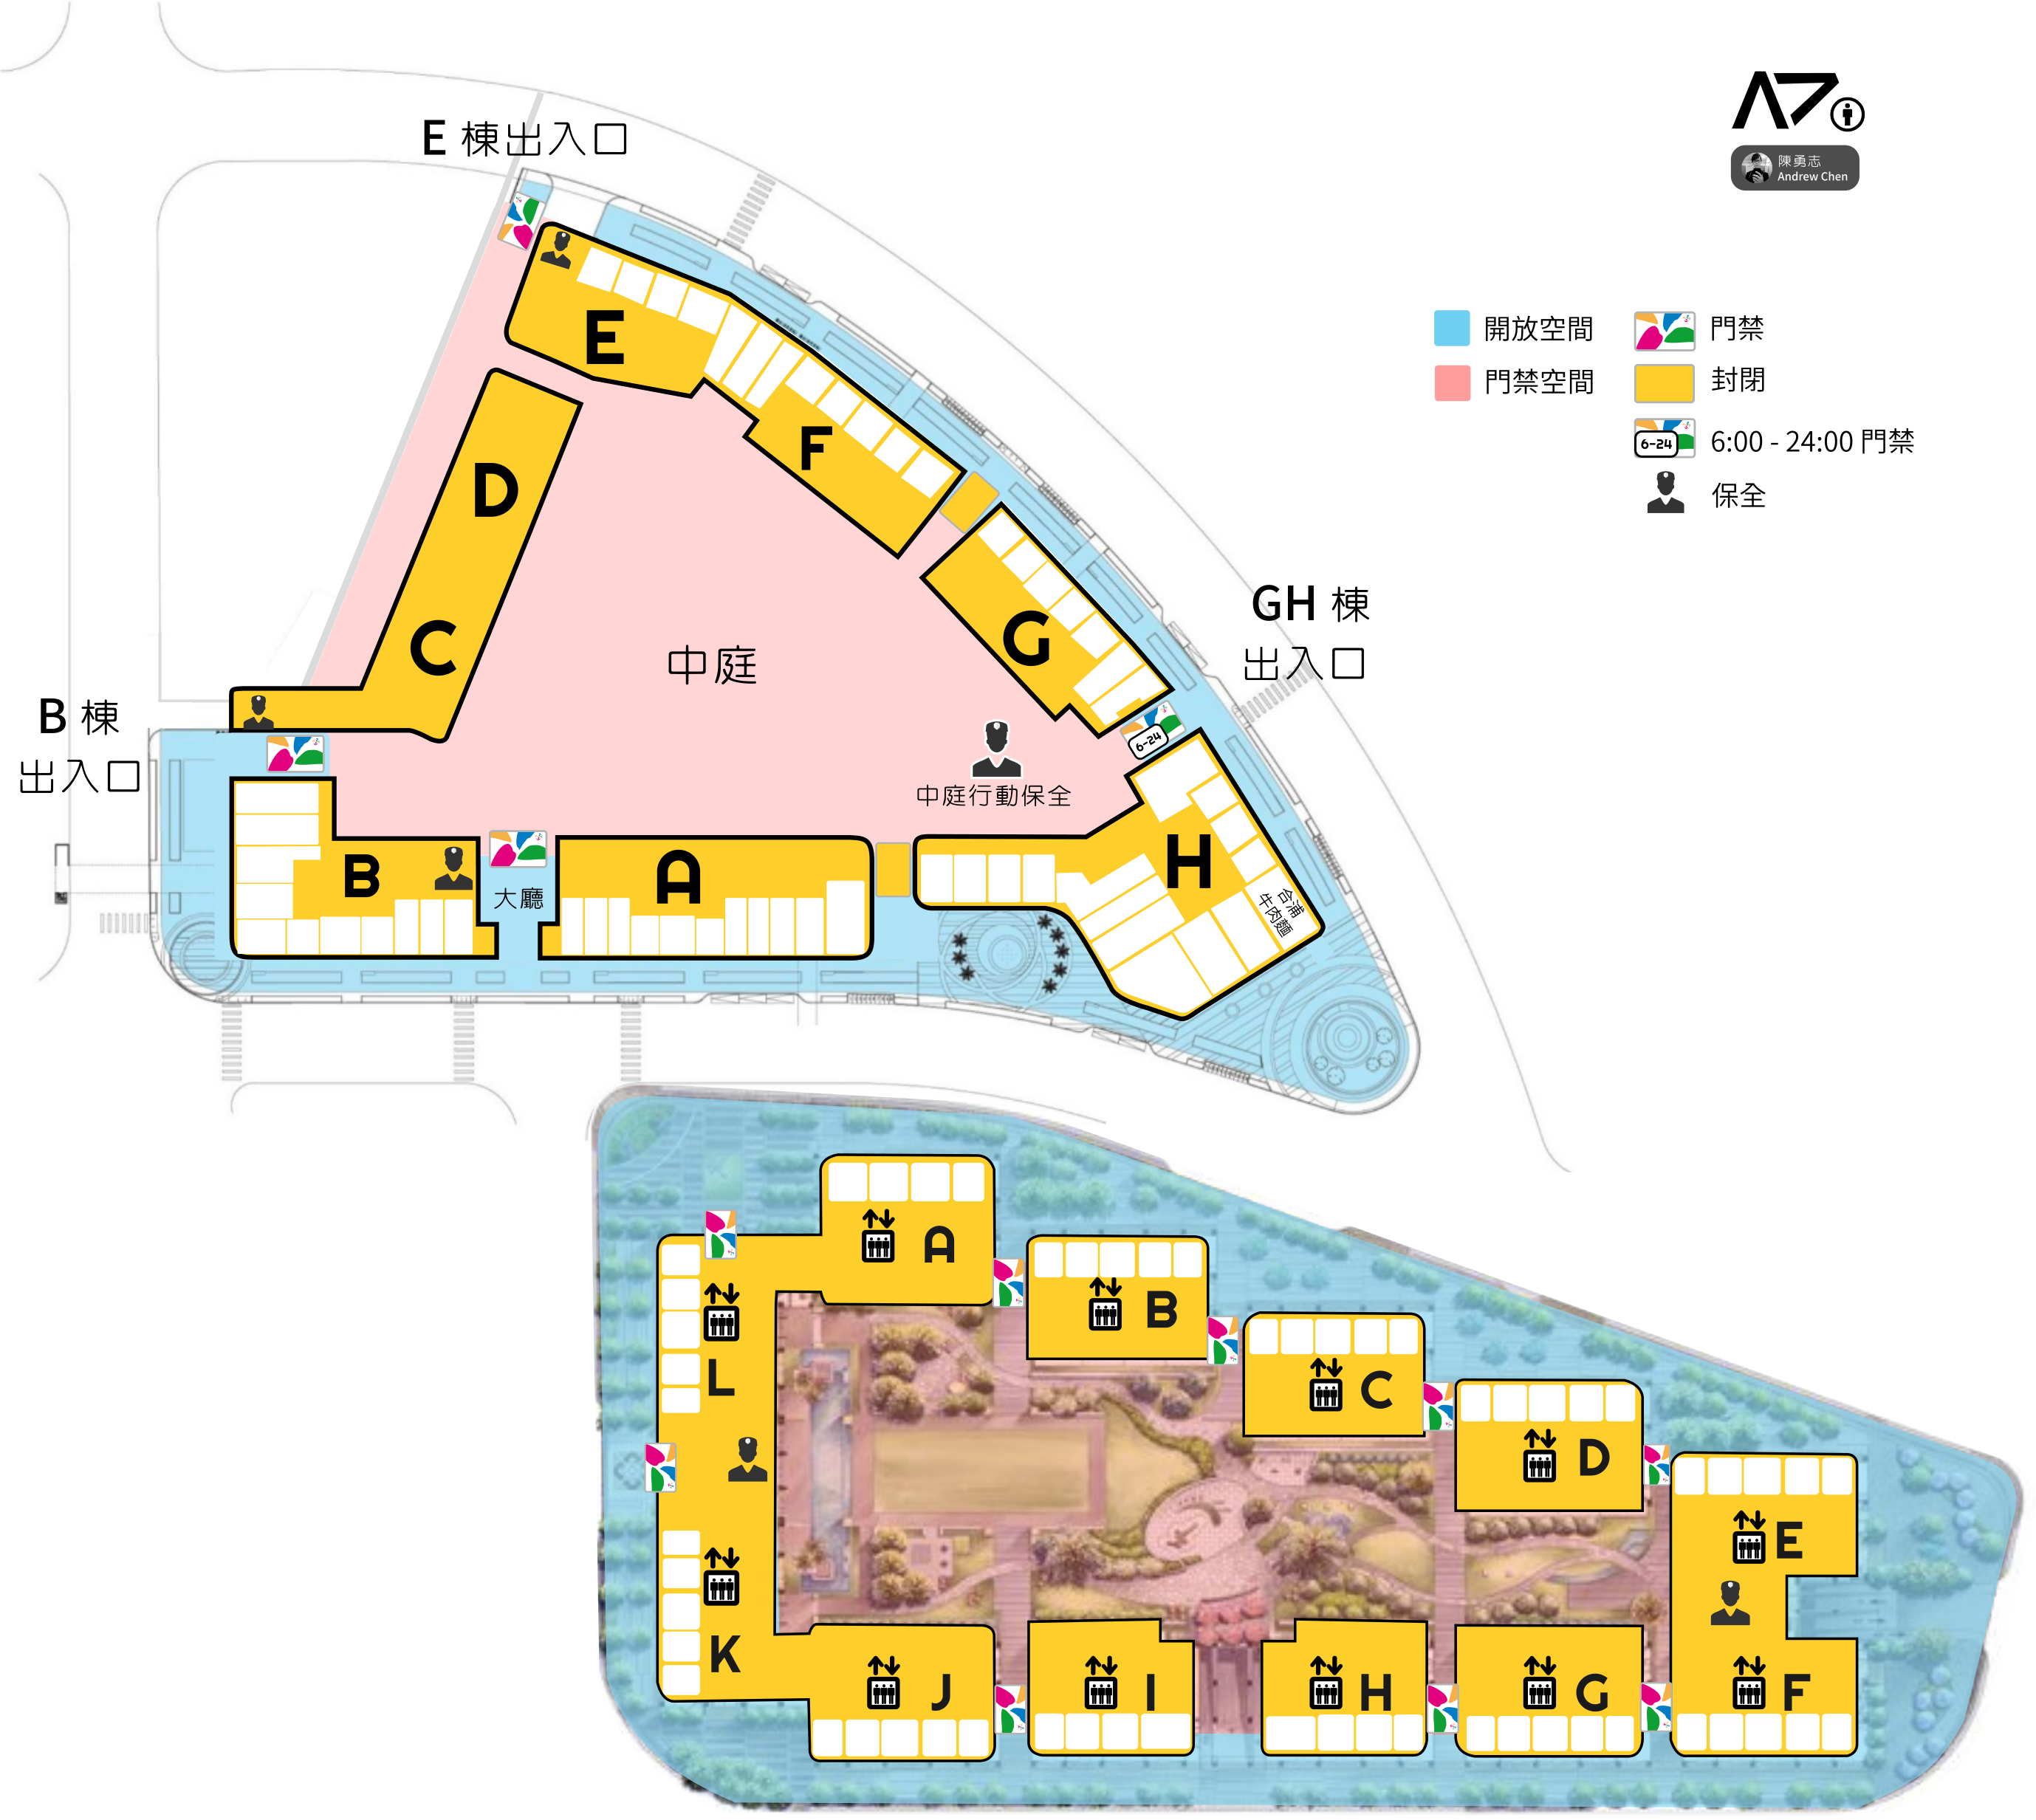 A7
陳勇志
Andrew Chen
E 棟出入口
開放空間
門禁
門禁空間
封閉
6-24
6:00 - 24:00 門禁
保全
E
F
D
GH 棟
出入口
G
C
中庭
B 棟
出入口
6-24
中庭行動保全
H
B
A
大廳
合浦
牛肉麵
A
B
L
C
D
E
K
J
I
H
G
F